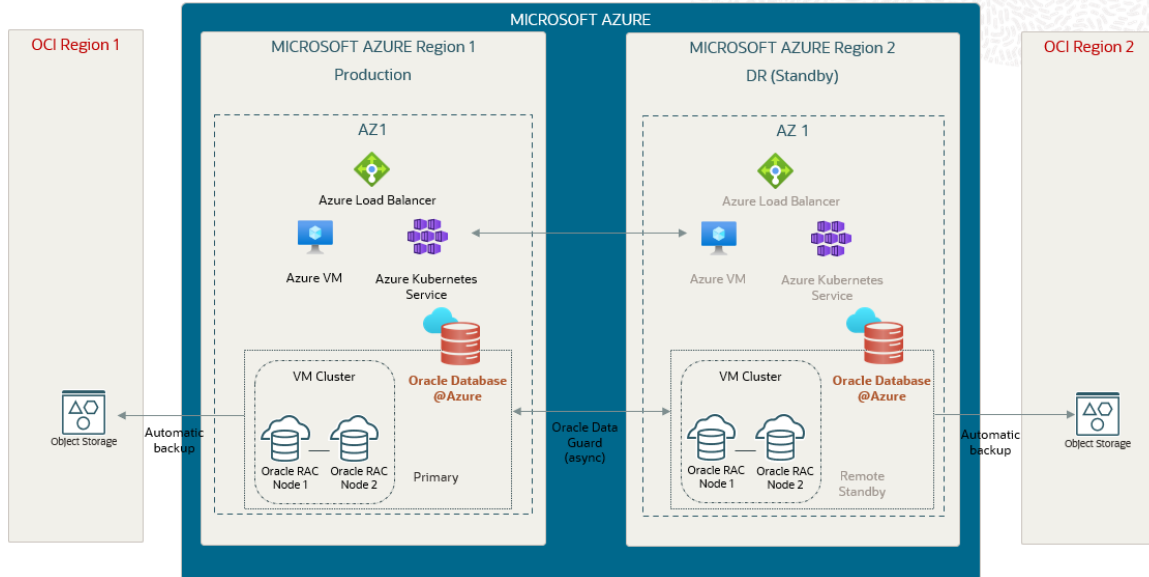 MICROSOFT AZURE
OCI Region 1
MICROSOFT AZURE Region 1
Production
AZ1
Azure Load Balancer
Azure VM
Azure Kubernetes
Service
Oracle Database
@Azure
VM Cluster
Oracle RAC
Node 1
Oracle RAC
Node 2
Primary
Object Storage
Automatic
backup
Oracle Data
Guard
(async)
MICROSOFT AZURE Region 2
DR (Standby)
AZ 1
Azure Load Balancer
Azure VM
Azure Kubernetes
Service
Oracle Database
@Azure
VM Cluster
Oracle RAC
Node 1
Oracle RAC
Node 2
Remote
Standby
Automatic
backup
OCI Region 2
Object Storage